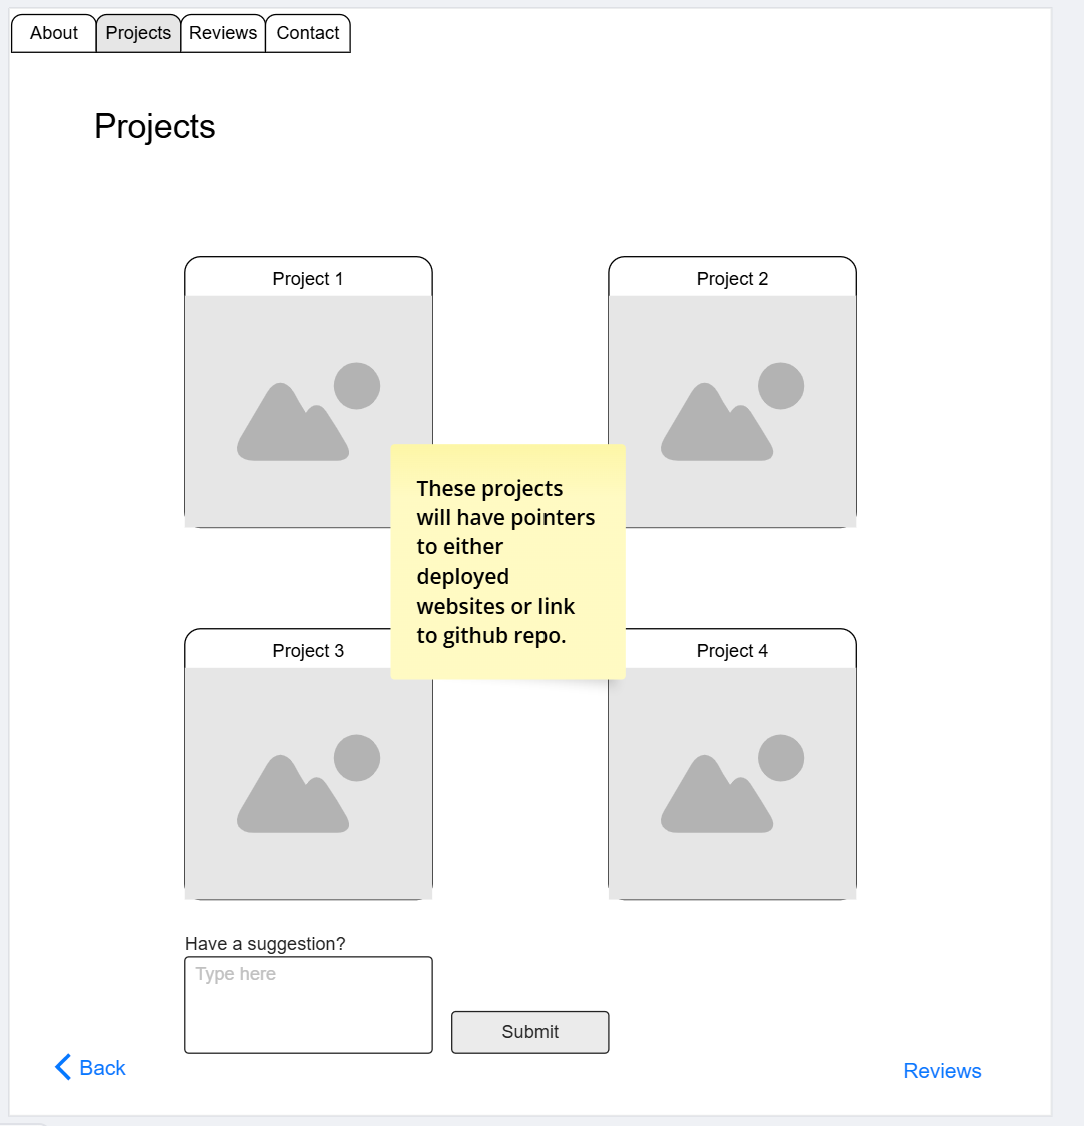 About Projects Reviews Contact
Projects
Project 1
Project 2
These projects
will have pointers
to either
deployed
websites or link
to github repo.
Project 3
Project 4
Have a suggestion?
Type here
Submit
Back
Reviews